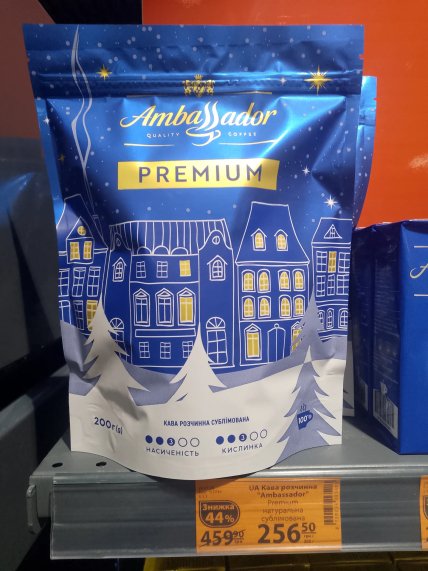 Ambassador
QUALITY COFFEE
PREMIUM
КАВА РОЗЧИННА СУБЛІМОВАНА
200г(g)
3
НАСИЧЕНІСТЬ
3
КИСЛИНКА
100%
UA Кава розчинна
"Ambassador"
Premium
натуральна
сублімована
Знижка
44%
459 90
256 50